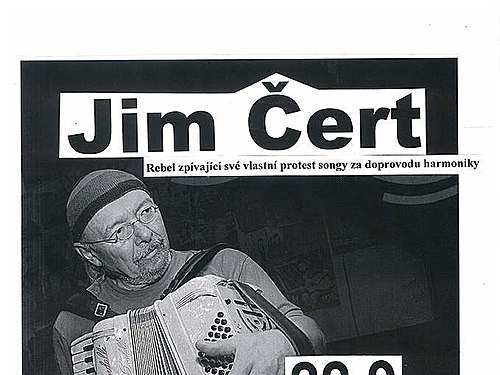 Jim Čert
Rebel zpívající své vlastní protest songy za doprovodu harmoniky